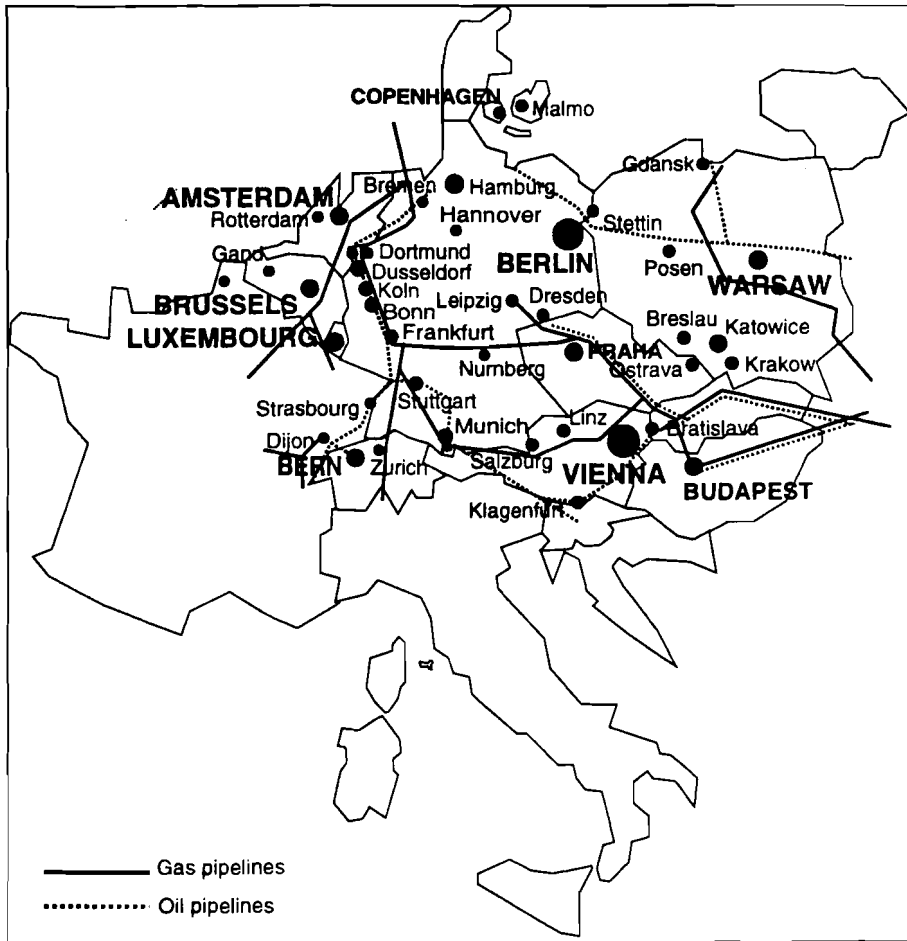 COPENHAGEN
Malmo
Gdansk
Bremen
Hamburg
AMSTERDAM
Rotterdam
Hannover
Stettin
Gand
Dortmund
BERLIN
Posen
Dusseldorf
WARSAW
BRUSSELS
Koln
Leipzig
Dresden
Bonn
LUXEMBOURG
Frankfurt
Breslau
Katowice
PRAHA
Nurnberg
Ostrava
Krakow
Strasbourg
Stuttgart
Dijon
Munich
Linz
Bratislava
BERN
Zurich
Salzburg
VIENNA
BUDAPEST
Klagenfurt
Gas pipelines
Oil pipelines